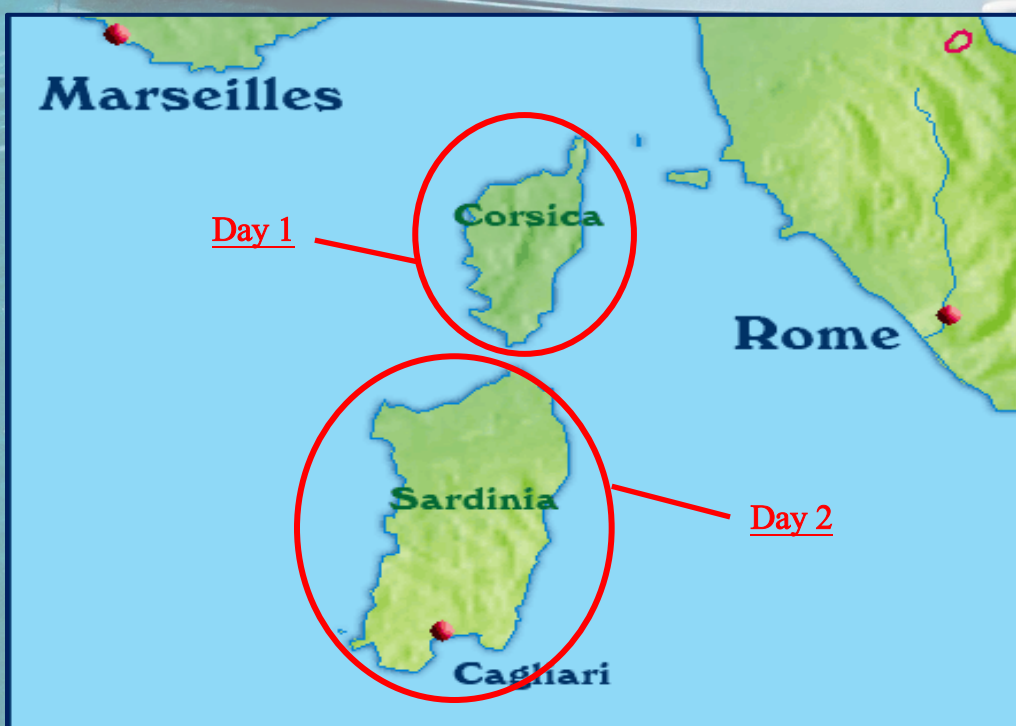 Marseilles
Corsica
Day 1
Rome
Sardinia
Day 2
Cagliari